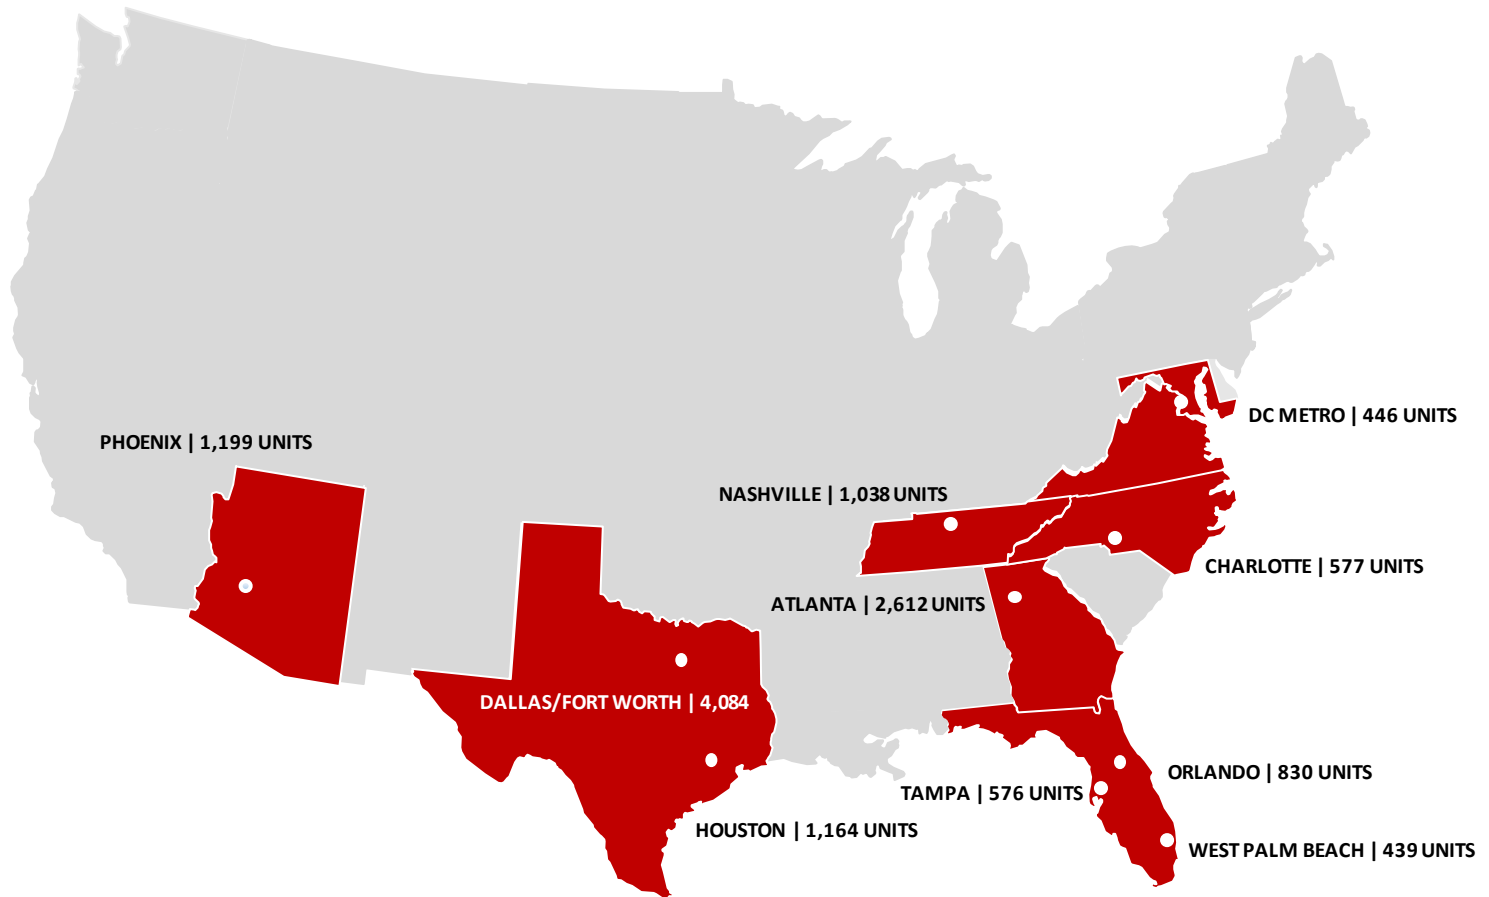 DC METRO | 446 UNITS
PHOENIX | 1,199 UNITS
NASHVILLE | 1,038 UNITS
CHARLOTTE | 577 UNITS
ATLANTA | 2,612 UNITS
DALLAS/FORT WORTH | 4,084
ORLANDO | 830 UNITS
TAMPA | 576 UNITS
HOUSTON | 1,164 UNITS
WEST PALM BEACH | 439 UNITS